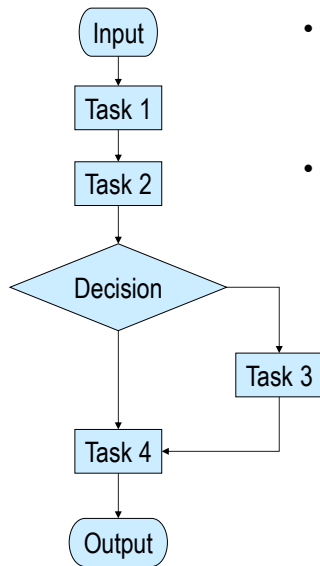 Input
Task 1
Task 2
Decision
Task 3
Task 4
Output